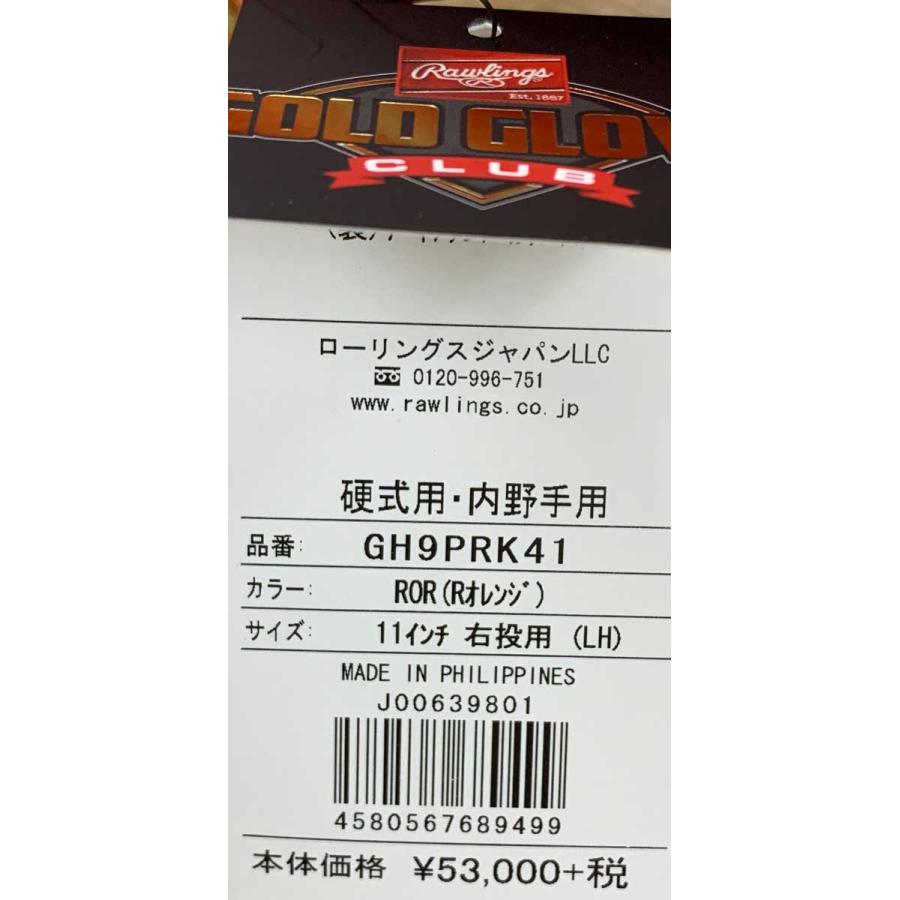 Rawlings
R
Est. 1887
GOLD GLOV
CLUB
ローリングスジャパンLLC
0120-996-751
www.rawlings.co.jp
硬式用・内野手用
品番: GH9PRK41
カラー: ROR(Rｵﾚﾝｼﾞ)
サイズ: 11ｲﾝﾁ 右投用 (LH)
MADE IN PHILIPPINES
J00639801
4580567689499
本体価格 ¥53,000+税